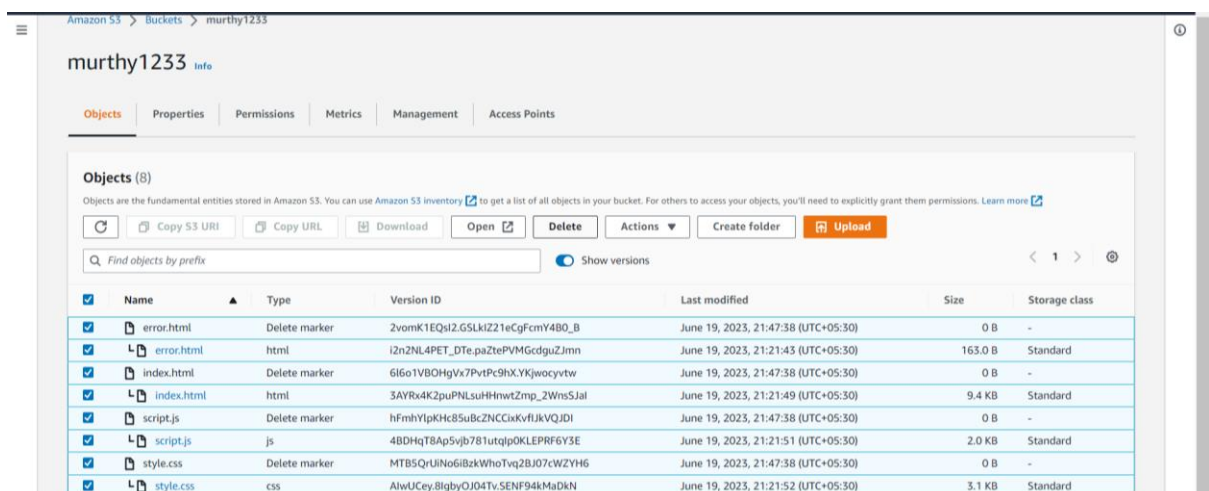 Amazon S3 > Buckets > murthy1233
murthy1233 Info
Objects Properties Permissions Metrics Management Access Points
Objects (8)
Objects are the fundamental entities stored in Amazon S3. You can use Amazon S3 inventory to get a list of all objects in your bucket. For others to access your objects, you'll need to explicitly grant them permissions. Learn more
Copy S3 URI Copy URL Download Open Delete Actions Create folder Upload
Find objects by prefix Show versions < 1 >
Name Type Version ID Last modified Size Storage class
error.html Delete marker 2vomK1EQsI2.GSLkIZ21eCgFcmY4B0_B June 19, 2023, 21:47:38 (UTC+05:30) 0 B -
error.html html i2n2NL4PET_DTe.paZtePVMGcdguZJmn June 19, 2023, 21:21:43 (UTC+05:30) 163.0 B Standard
index.html Delete marker 6l6o1VBOHgVx7PvtPc9hX.YKjwocyvtw June 19, 2023, 21:47:38 (UTC+05:30) 0 B -
index.html html 3AYRx4K2puPNLsuHHnwtZmp_2WnsSJal June 19, 2023, 21:21:49 (UTC+05:30) 9.4 KB Standard
script.js Delete marker hFmhYlpKHc85uBcZNCCixKvfIJkVQJDI June 19, 2023, 21:47:38 (UTC+05:30) 0 B -
script.js js 4BDHqT8Ap5vjb781utqlp0KLEPRF6Y3E June 19, 2023, 21:21:51 (UTC+05:30) 2.0 KB Standard
style.css Delete marker MTB5QrUiNo6iBzkWhoTvq2BJ07cWZYH6 June 19, 2023, 21:47:38 (UTC+05:30) 0 B -
style.css css AlwUCey.8IgbyOJ04Tv.SENF94kMaDkN June 19, 2023, 21:21:52 (UTC+05:30) 3.1 KB Standard